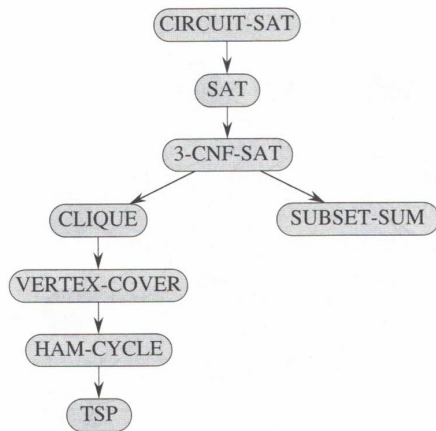 CIRCUIT-SAT
SAT
3-CNF-SAT
CLIQUE
SUBSET-SUM
VERTEX-COVER
HAM-CYCLE
TSP